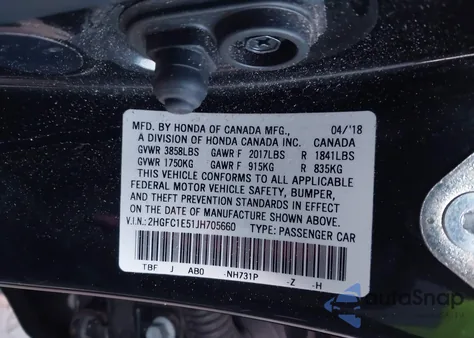 MFD. BY HONDA OF CANADA MFG., 04/'18
A DIVISION OF HONDA CANADA INC. CANADA
GVWR 3858LBS GAWR F 2017LBS R 1841LBS
GVWR 1750KG GAWR F 915KG R 835KG
THIS VEHICLE CONFORMS TO ALL APPLICABLE
FEDERAL MOTOR VEHICLE SAFETY, BUMPER,
AND THEFT PREVENTION STANDARDS IN EFFECT
ON THE DATE OF MANUFACTURE SHOWN ABOVE.
V.I.N.: 2HGFC1E51JH705660 TYPE: PASSENGER CAR
TBF J AB0 -NH731P -Z -H
AutoSnap